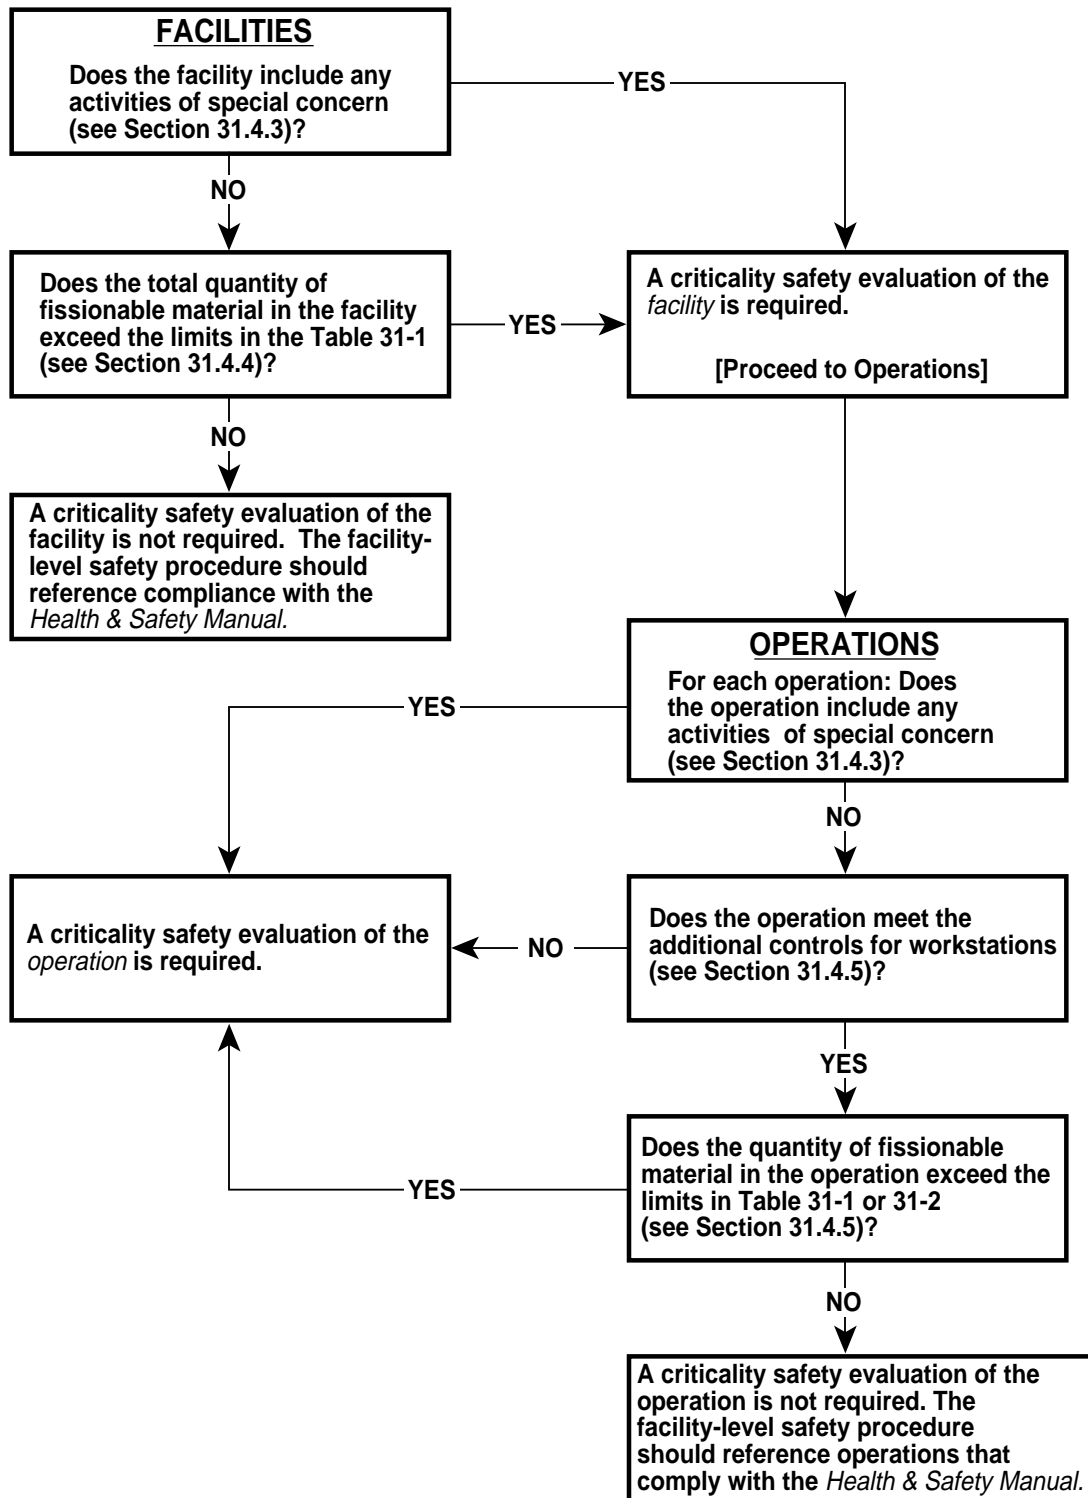 FACILITIES
Does the facility include any
activities of special concern
(see Section 31.4.3)?
YES
NO
Does the total quantity of
fissionable material in the facility
exceed the limits in the Table 31-1
(see Section 31.4.4)?
YES
A criticality safety evaluation of the
facility is required.
[Proceed to Operations]
NO
A criticality safety evaluation of the
facility is not required.  The facility-
level safety procedure should
reference compliance with the
Health & Safety Manual.
OPERATIONS
For each operation: Does
the operation include any
activities  of special concern
(see Section 31.4.3)?
YES
NO
A criticality safety evaluation of the
operation is required.
NO
Does the operation meet the
additional controls for workstations
(see Section 31.4.5)?
YES
Does the quantity of fissionable
material in the operation exceed the
limits in Table 31-1 or 31-2
(see Section 31.4.5)?
YES
NO
A criticality safety evaluation of the
operation is not required. The
facility-level safety procedure
should reference operations that
comply with the Health & Safety Manual.